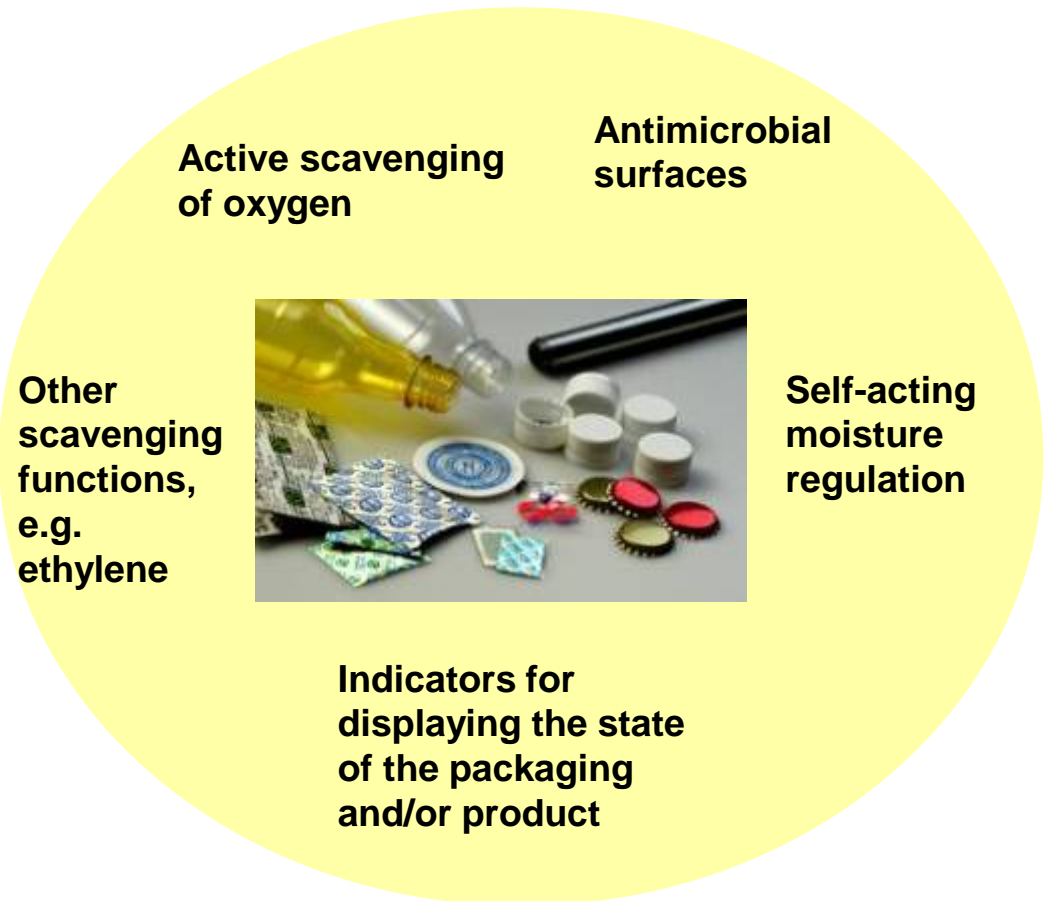 Active scavenging
of oxygen
Antimicrobial
surfaces
Other
scavenging
functions,
e.g.
ethylene
Self-acting
moisture
regulation
Indicators for
displaying the state
of the packaging
and/or product